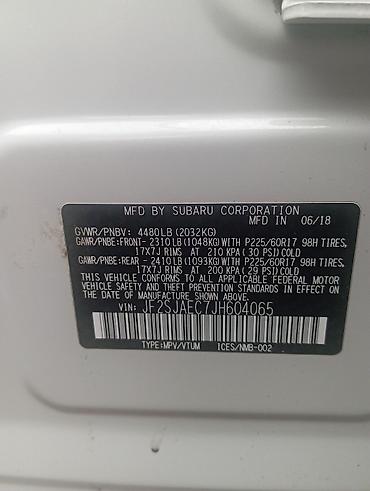 MFD BY SUBARU CORPORATION
MFD IN 06/18
GVWR/PNBV: 4480LB (2032KG)
GAWR/PNBE:FRONT- 2310LB (1048KG) WITH P225/60R17 98H TIRES,
17X7J RIMS AT 210 KPA (30 PSI) COLD
GAWR/PNBE:REAR - 2410LB (1093KG) WITH P225/60R17 98H TIRES,
17X7J RIMS AT 200 KPA (29 PSI) COLD
THIS VEHICLE CONFORMS TO ALL APPLICABLE FEDERAL MOTOR
VEHICLE SAFETY, BUMPER, AND THEFT PREVENTION STANDARDS IN
EFFECT ON THE DATE OF MANUFACTURE SHOWN ABOVE.
VIN: JF2SJAEC7JH604065
TYPE:MPV/VTUM ICES/NMB-002